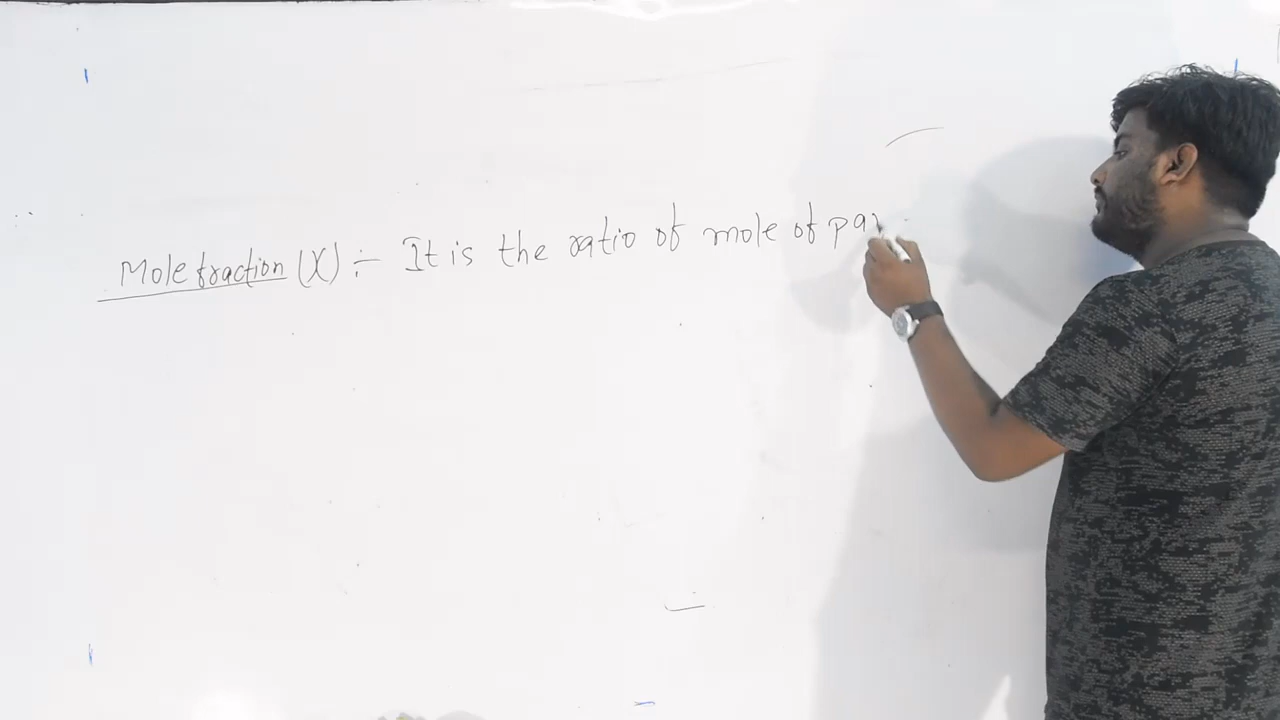 Mole fraction (X) :- It is the ratio of mole of pa